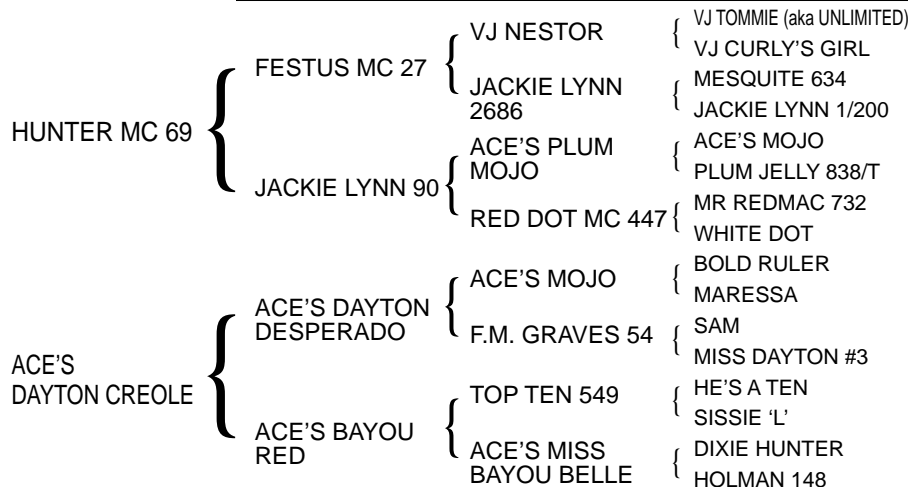 VJ TOMMIE (aka UNLIMITED)
VJ NESTOR
VJ CURLY'S GIRL
FESTUS MC 27
MESQUITE 634
JACKIE LYNN
2686
JACKIE LYNN 1/200
HUNTER MC 69
ACE'S MOJO
ACE'S PLUM
MOJO
PLUM JELLY 838/T
JACKIE LYNN 90
MR REDMAC 732
RED DOT MC 447
WHITE DOT
BOLD RULER
ACE'S MOJO
MARESSA
ACE'S DAYTON
DESPERADO
SAM
F.M. GRAVES 54
MISS DAYTON #3
ACE'S
DAYTON CREOLE
HE'S A TEN
TOP TEN 549
SISSIE 'L'
ACE'S BAYOU
RED
DIXIE HUNTER
ACE'S MISS
BAYOU BELLE
HOLMAN 148